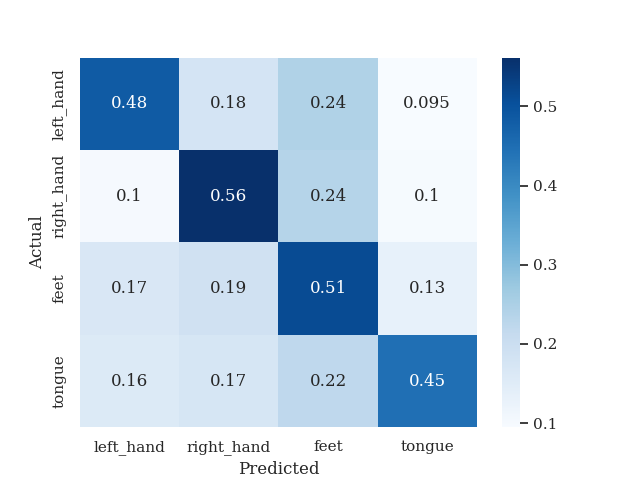 left_hand 0.48 0.18 0.24 0.095
right_hand 0.1 0.56 0.24 0.1
feet 0.17 0.19 0.51 0.13
tongue 0.16 0.17 0.22 0.45
left_hand right_hand feet tongue
Predicted
Actual
0.5
0.4
0.3
0.2
0.1